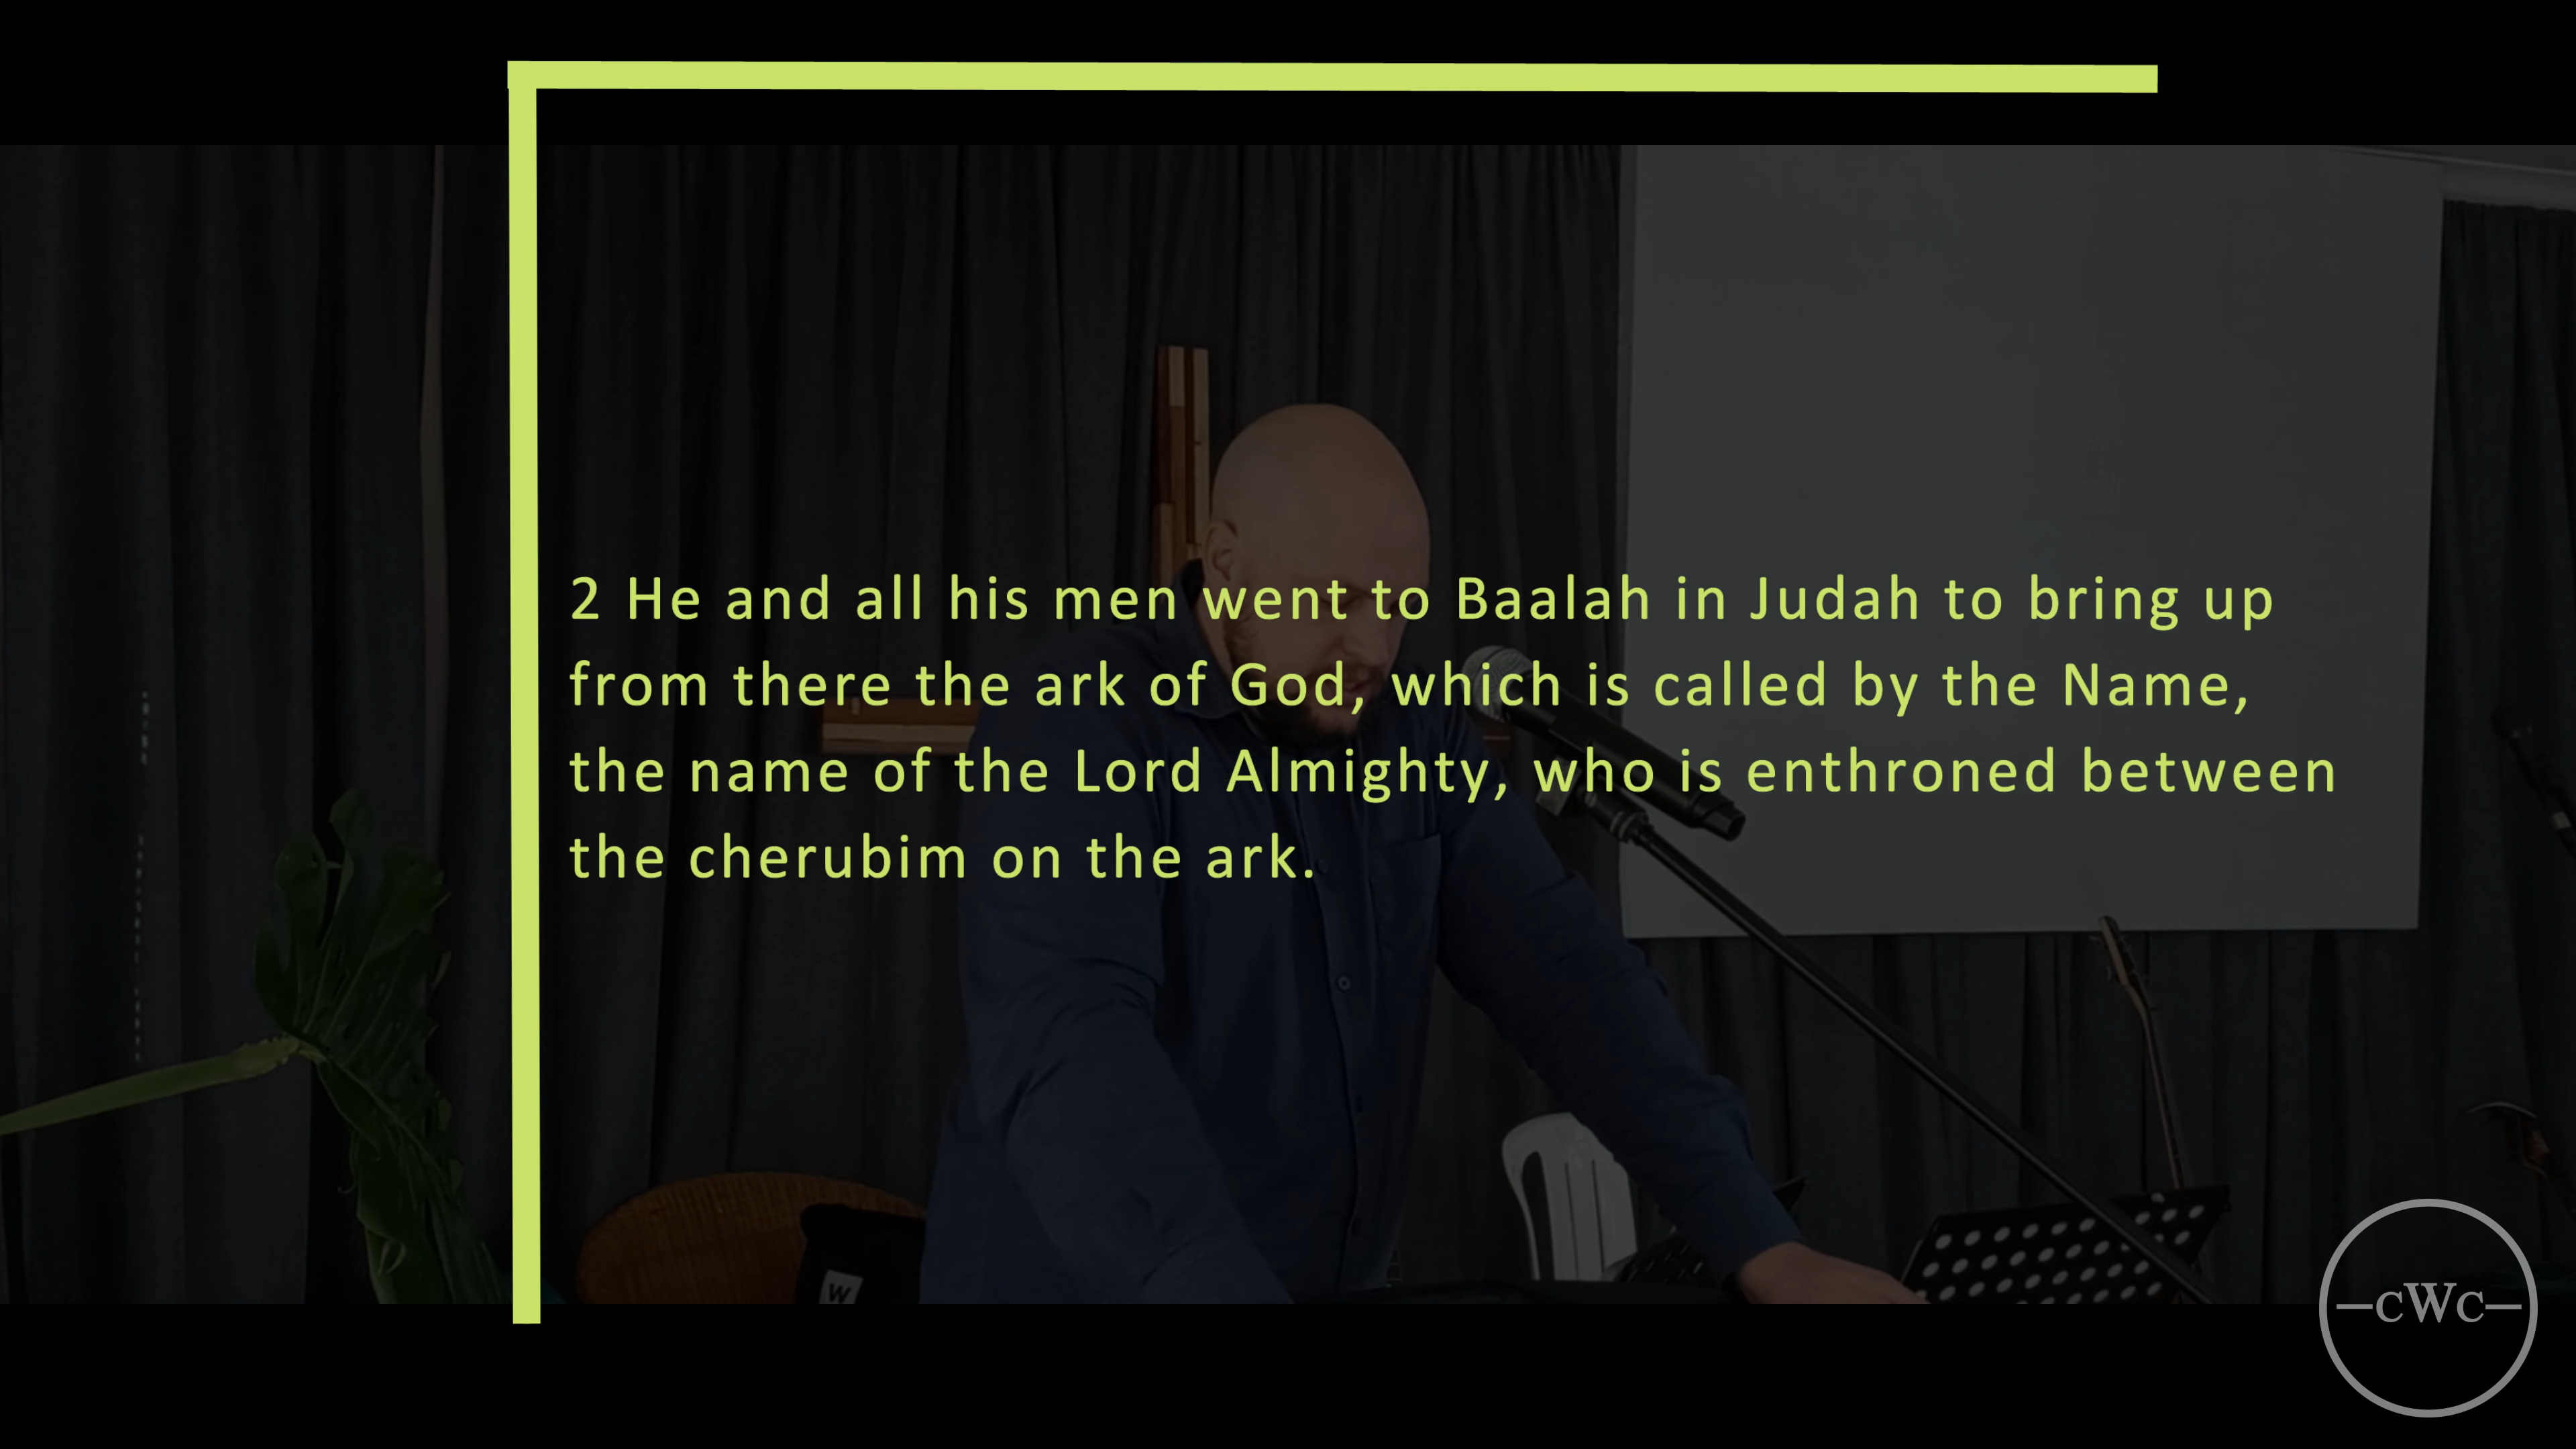 2 He and all his men went to Baalah in Judah to bring up
from there the ark of God, which is called by the Name,
the name of the Lord Almighty, who is enthroned between
the cherubim on the ark.
W
cWc